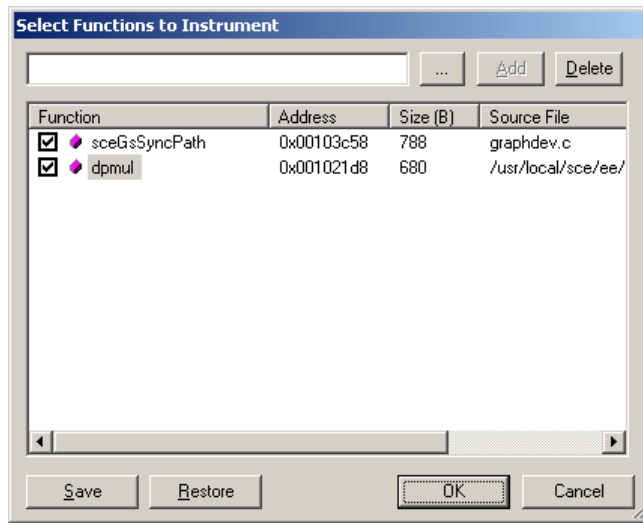 Select Functions to Instrument
... Add Delete
Function Address Size (B) Source File
sceGsSyncPath 0x00103c58 788 graphdev.c
dpmul 0x001021d8 680 /usr/local/sce/ee/
Save Restore OK Cancel